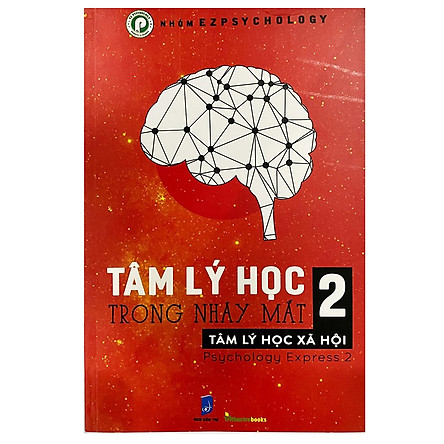 NHÓM EZPSYCHOLOGY
TÂM LÝ HỌC
TRONG NHÁY MẮT
2
TÂM LÝ HỌC XÃ HỘI
Psychology Express 2